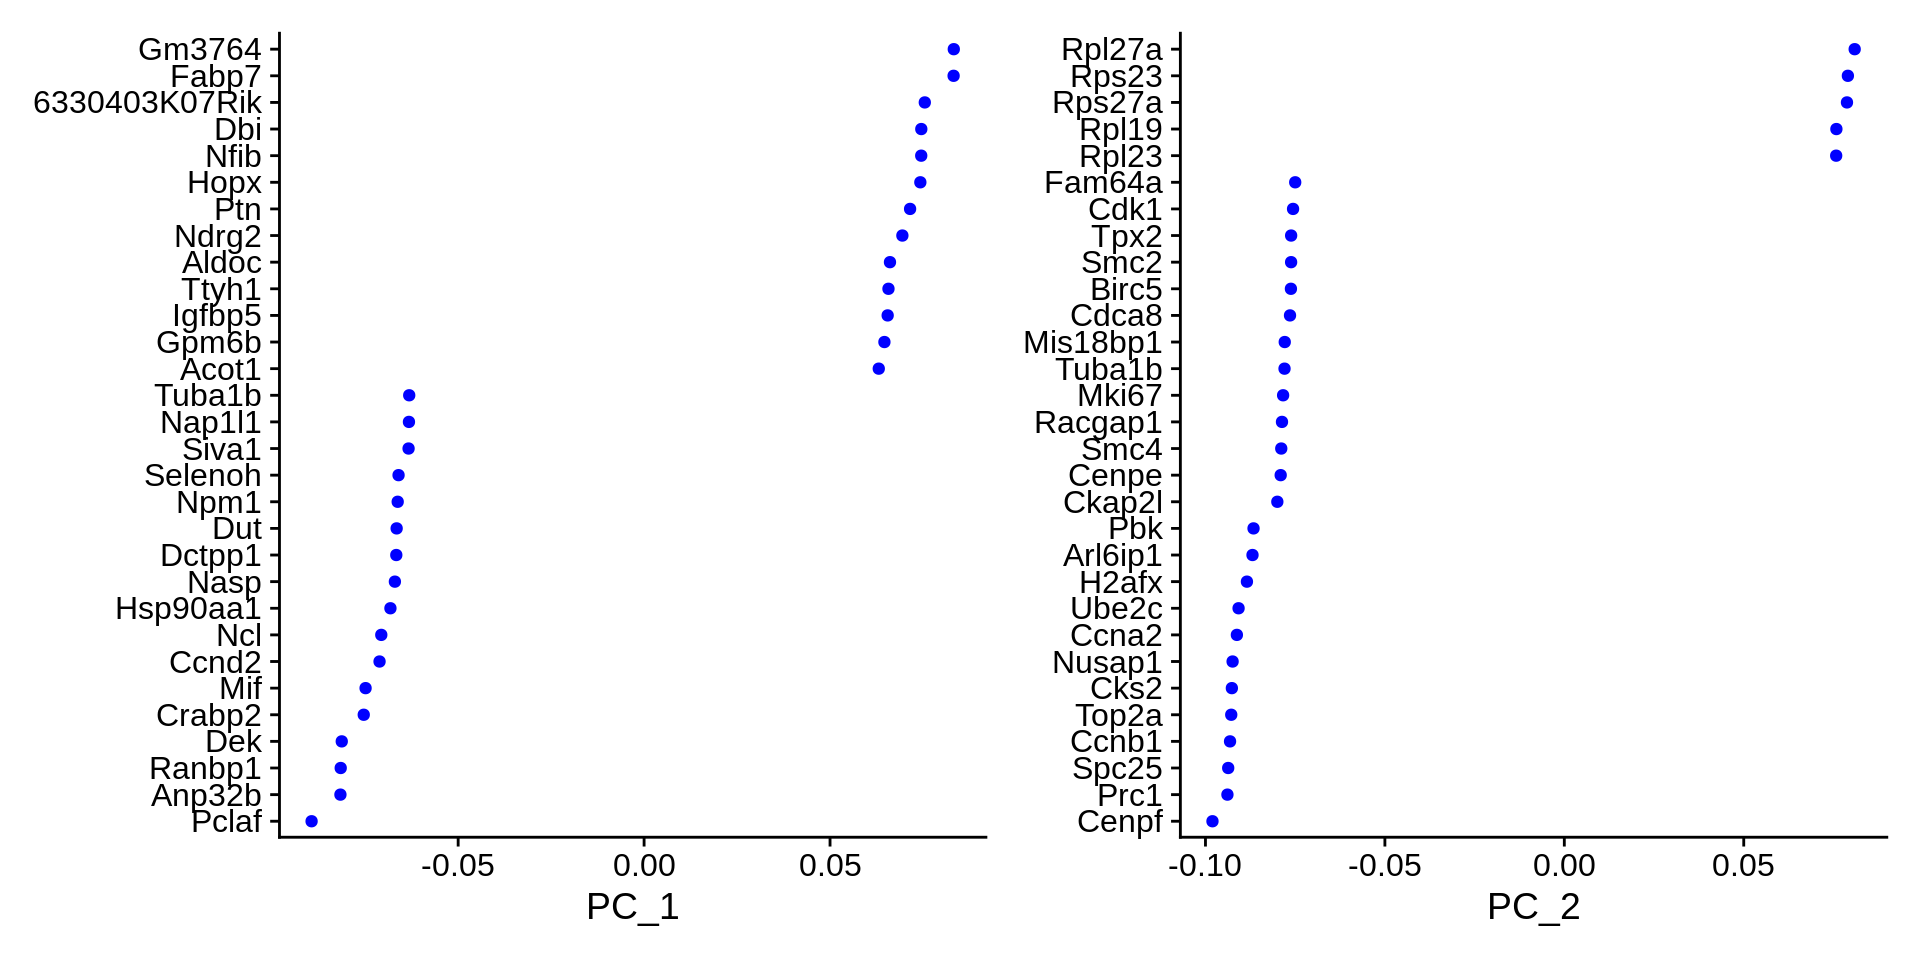 Gm3764
Fabp7
6330403K07Rik
Dbi
Nfib
Hopx
Ptn
Ndrg2
Aldoc
Ttyh1
Igfbp5
Gpm6b
Acot1
Tuba1b
Nap1l1
Siva1
Selenoh
Npm1
Dut
Dctpp1
Nasp
Hsp90aa1
Ncl
Ccnd2
Mif
Crabp2
Dek
Ranbp1
Anp32b
Pclaf
-0.05 0.00 0.05
PC_1
Rpl27a
Rps23
Rps27a
Rpl19
Rpl23
Fam64a
Cdk1
Tpx2
Smc2
Birc5
Cdca8
Mis18bp1
Tuba1b
Mki67
Racgap1
Smc4
Cenpe
Ckap2l
Pbk
Arl6ip1
H2afx
Ube2c
Ccna2
Nusap1
Cks2
Top2a
Ccnb1
Spc25
Prc1
Cenpf
-0.10 -0.05 0.00 0.05
PC_2